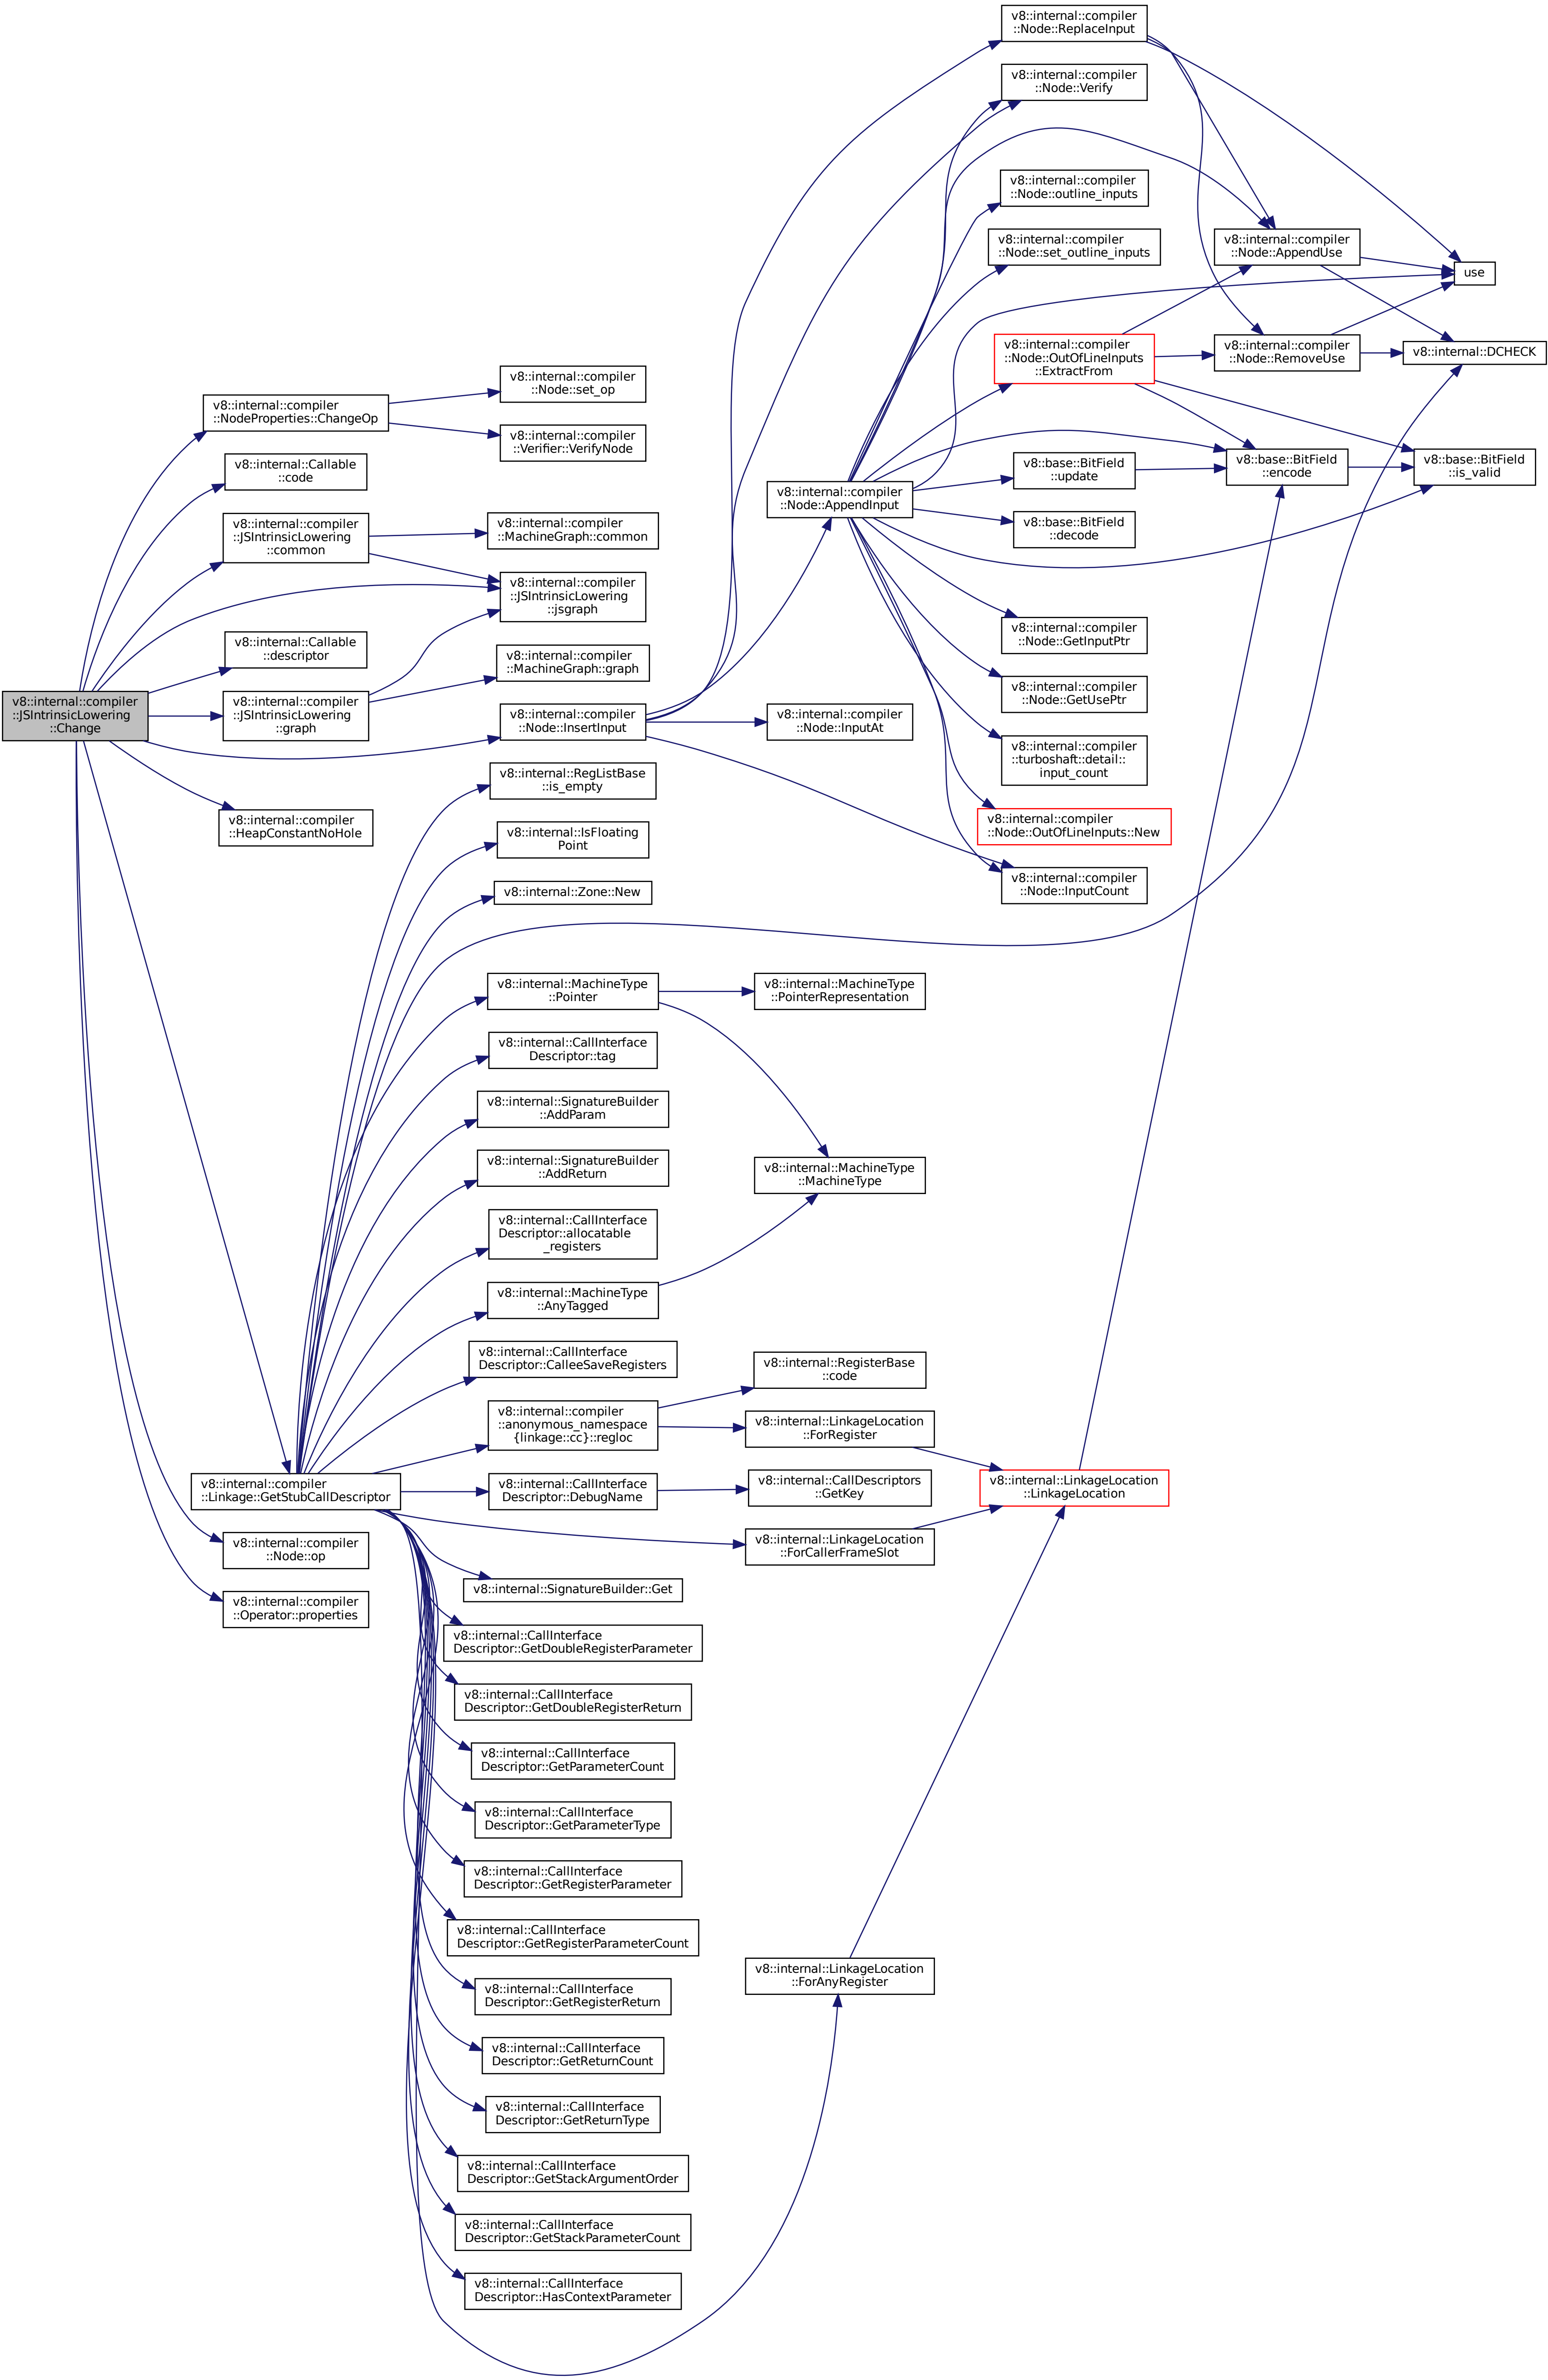 v8::internal::compiler
::JSIntrinsicLowering
::Change
v8::internal::compiler
::NodeProperties::ChangeOp
v8::internal::Callable
::code
v8::internal::compiler
::JSIntrinsicLowering
::common
v8::internal::Callable
::descriptor
v8::internal::compiler
::JSIntrinsicLowering
::graph
v8::internal::compiler
::HeapConstantNoHole
v8::internal::compiler
::Linkage::GetStubCallDescriptor
v8::internal::compiler
::Node::op
v8::internal::compiler
::Operator::properties
v8::internal::compiler
::Node::set_op
v8::internal::compiler
::Verifier::VerifyNode
v8::internal::compiler
::MachineGraph::common
v8::internal::compiler
::JSIntrinsicLowering
::jsgraph
v8::internal::compiler
::MachineGraph::graph
v8::internal::compiler
::Node::InsertInput
v8::internal::RegListBase
::is_empty
v8::internal::IsFloating
Point
v8::internal::Zone::New
v8::internal::MachineType
::Pointer
v8::internal::CallInterface
Descriptor::tag
v8::internal::SignatureBuilder
::AddParam
v8::internal::SignatureBuilder
::AddReturn
v8::internal::CallInterface
Descriptor::allocatable
_registers
v8::internal::MachineType
::AnyTagged
v8::internal::CallInterface
Descriptor::CalleeSaveRegisters
v8::internal::compiler
::anonymous_namespace
{linkage::cc}::regloc
v8::internal::CallInterface
Descriptor::DebugName
v8::internal::SignatureBuilder::Get
v8::internal::CallInterface
Descriptor::GetDoubleRegisterParameter
v8::internal::CallInterface
Descriptor::GetDoubleRegisterReturn
v8::internal::CallInterface
Descriptor::GetParameterCount
v8::internal::CallInterface
Descriptor::GetParameterType
v8::internal::CallInterface
Descriptor::GetRegisterParameter
v8::internal::CallInterface
Descriptor::GetRegisterParameterCount
v8::internal::CallInterface
Descriptor::GetRegisterReturn
v8::internal::CallInterface
Descriptor::GetReturnCount
v8::internal::CallInterface
Descriptor::GetReturnType
v8::internal::CallInterface
Descriptor::GetStackArgumentOrder
v8::internal::CallInterface
Descriptor::GetStackParameterCount
v8::internal::CallInterface
Descriptor::HasContextParameter
v8::internal::compiler
::Node::AppendInput
v8::internal::compiler
::Node::InputAt
v8::internal::MachineType
::PointerRepresentation
v8::internal::MachineType
::MachineType
v8::internal::RegisterBase
::code
v8::internal::LinkageLocation
::ForRegister
v8::internal::CallDescriptors
::GetKey
v8::internal::LinkageLocation
::ForCallerFrameSlot
v8::internal::LinkageLocation
::ForAnyRegister
v8::internal::compiler
::Node::ReplaceInput
v8::internal::compiler
::Node::Verify
v8::internal::compiler
::Node::outline_inputs
v8::internal::compiler
::Node::set_outline_inputs
v8::internal::compiler
::Node::OutOfLineInputs
::ExtractFrom
v8::base::BitField
::update
v8::base::BitField
::decode
v8::internal::compiler
::Node::GetInputPtr
v8::internal::compiler
::Node::GetUsePtr
v8::internal::compiler
::turboshaft::detail::
input_count
v8::internal::compiler
::Node::OutOfLineInputs::New
v8::internal::compiler
::Node::InputCount
v8::internal::LinkageLocation
::LinkageLocation
v8::internal::compiler
::Node::AppendUse
v8::internal::compiler
::Node::RemoveUse
v8::base::BitField
::encode
use
v8::internal::DCHECK
v8::base::BitField
::is_valid